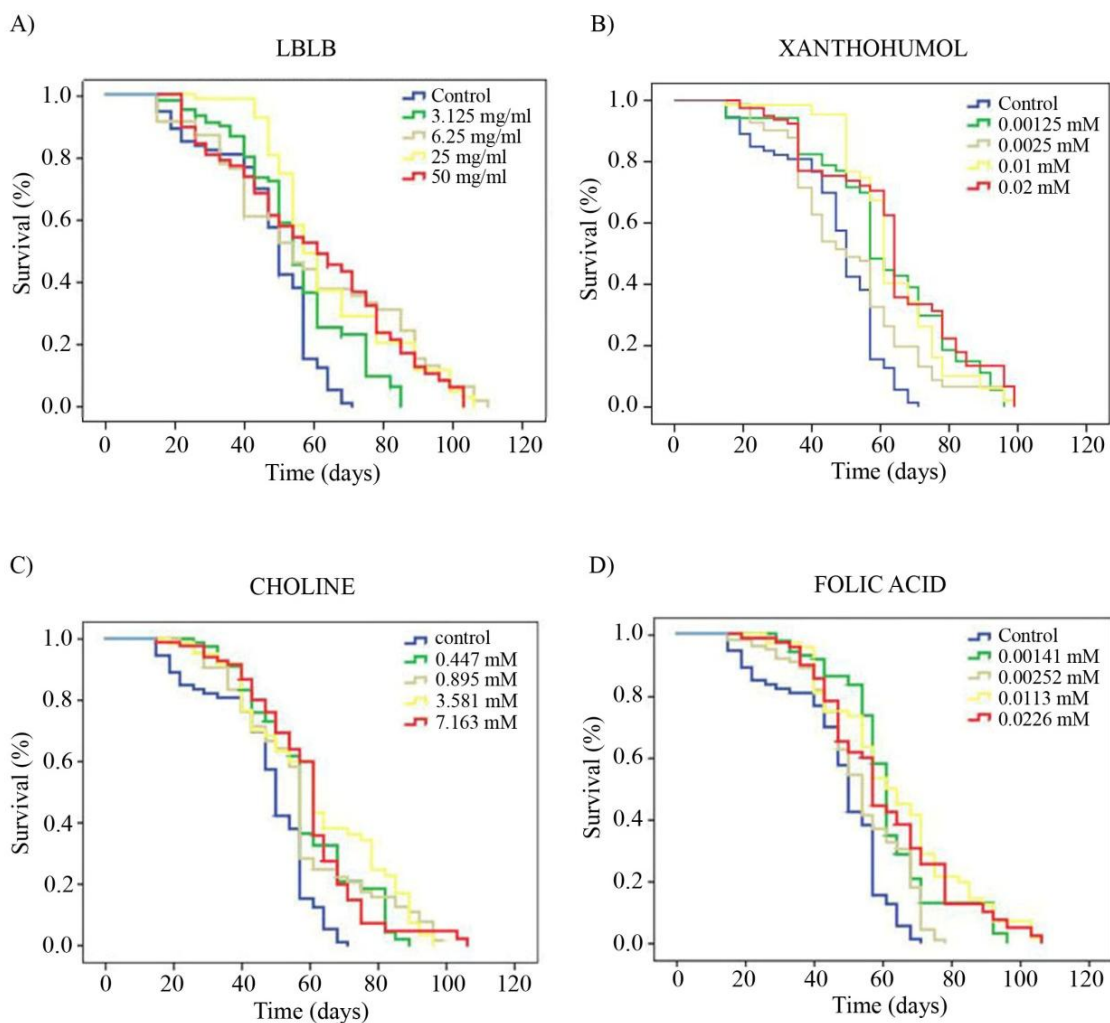 A)
LBLB
Survival (%)
1.0
0.8
0.6
0.4
0.2
0.0
0 20 40 60 80 100 120
Time (days)
Control
3.125 mg/ml
6.25 mg/ml
25 mg/ml
50 mg/ml
B)
XANTHOHUMOL
Survival (%)
1.0
0.8
0.6
0.4
0.2
0.0
0 20 40 60 80 100 120
Time (days)
Control
0.00125 mM
0.0025 mM
0.01 mM
0.02 mM
C)
CHOLINE
Survival (%)
1.0
0.8
0.6
0.4
0.2
0.0
0 20 40 60 80 100 120
Time (days)
control
0.447 mM
0.895 mM
3.581 mM
7.163 mM
D)
FOLIC ACID
Survival (%)
1.0
0.8
0.6
0.4
0.2
0.0
0 20 40 60 80 100 120
Time (days)
Control
0.00141 mM
0.00252 mM
0.0113 mM
0.0226 mM